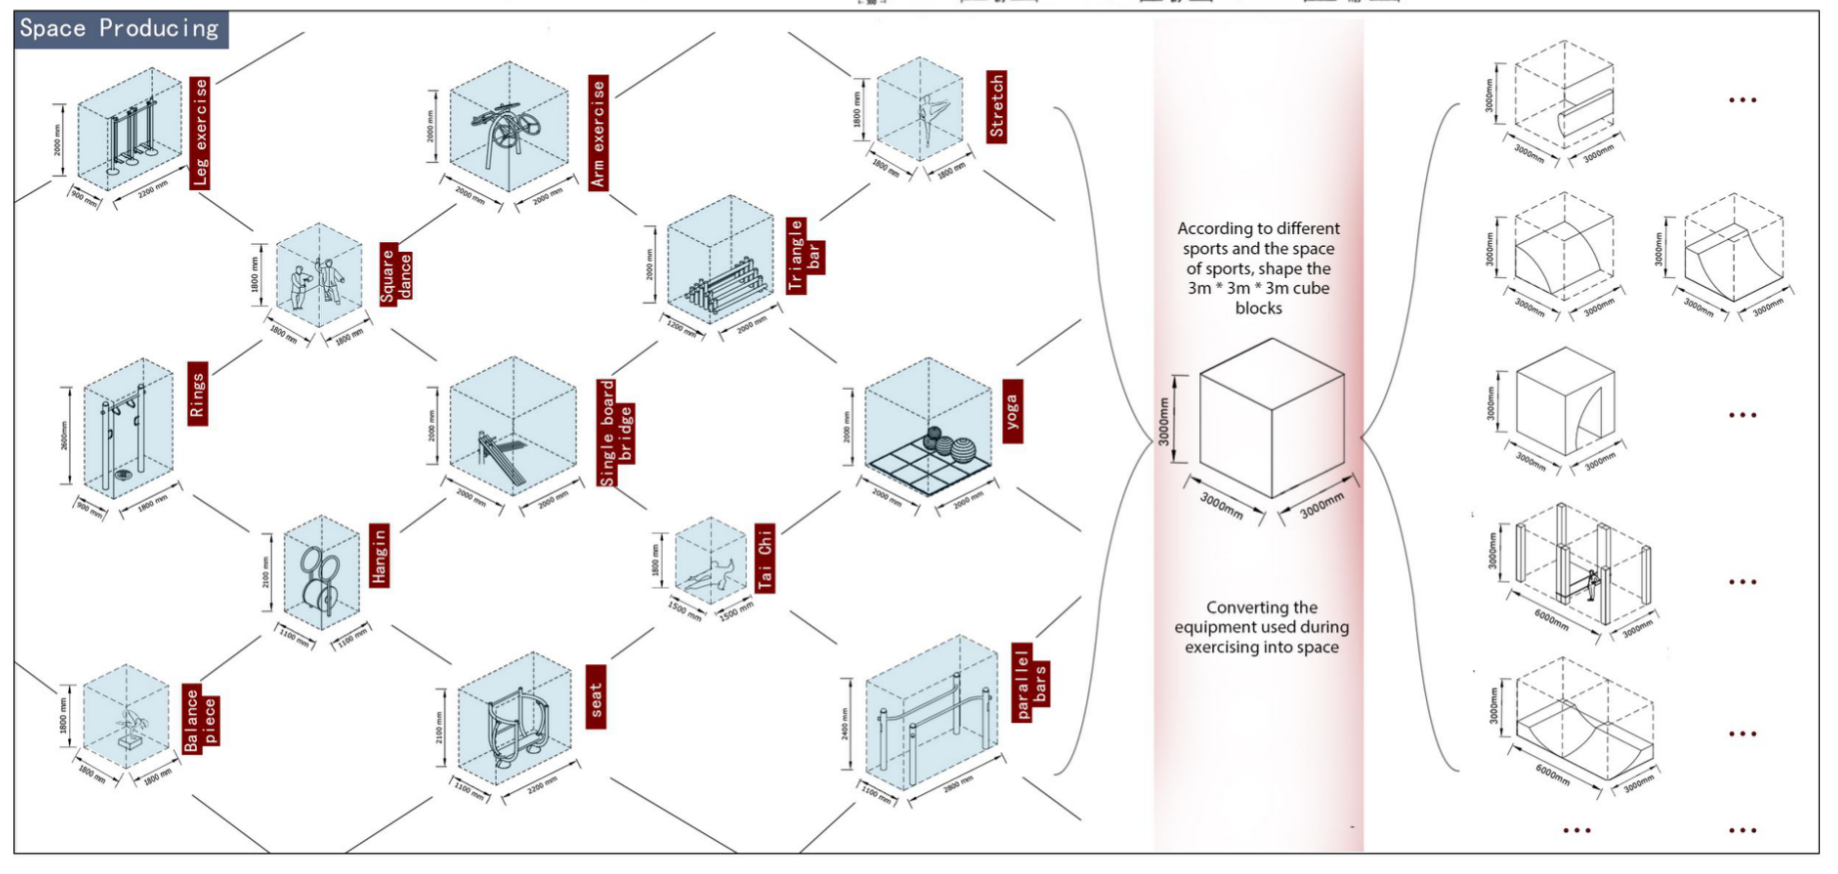 Space Producing
Leg exercise
2000 mm
900 mm
2200 mm
Arm exercise
2000 mm
2000 mm
2000 mm
Stretch
1800 mm
1800 mm
1800 mm
Square
dance
1800 mm
1800 mm
1800 mm
Triangle
bar
2000 mm
1200 mm
2000 mm
Rings
2600mm
900 mm
1800 mm
Single board
bridge
2000 mm
2000 mm
2000 mm
yoga
2000 mm
2000 mm
2000 mm
Hangin
2100 mm
1100 mm
1100 mm
Tai Chi
1800 mm
1500 mm
1500 mm
Balance
piece
1800 mm
1800 mm
1800 mm
seat
2100 mm
1100 mm
2200 mm
parallel
bars
2400 mm
1100 mm
2800 mm
According to different
sports and the space
of sports, shape the
3m * 3m * 3m cube
blocks
3000mm
3000mm
3000mm
Converting the
equipment used during
exercising into space
3000mm
3000mm
3000mm
...
3000mm
3000mm
3000mm
3000mm
3000mm
3000mm
3000mm
3000mm
3000mm
...
3000mm
6000mm
3000mm
...
3000mm
6000mm
3000mm
...
...
...